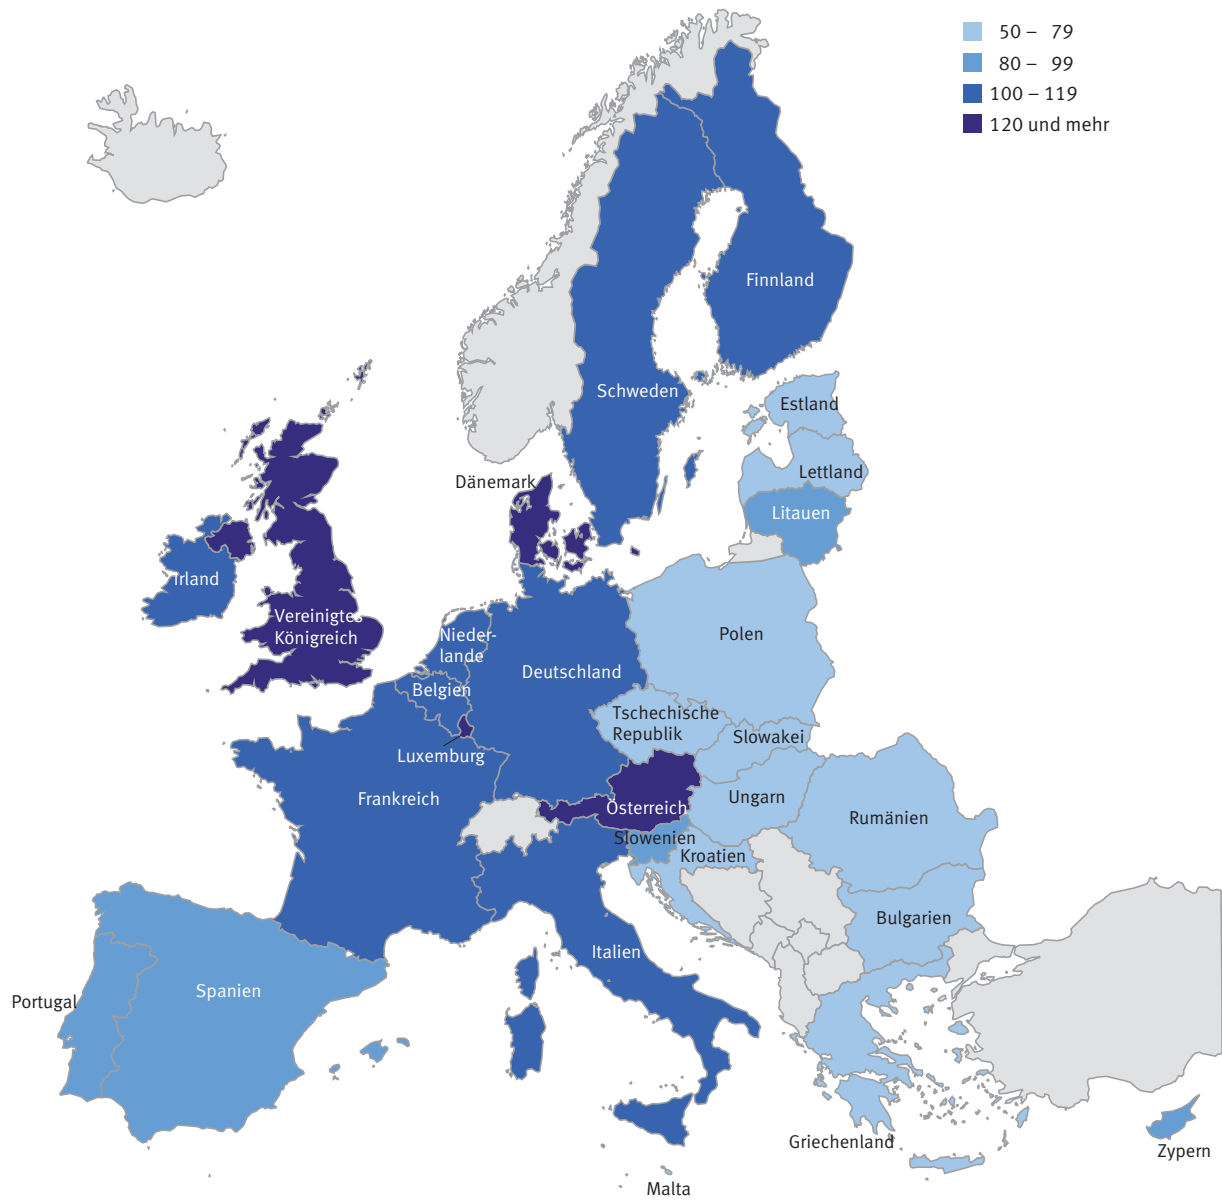 50 – 79
80 – 99
100 – 119
120 und mehr
Finnland
Schweden
Estland
Lettland
Dänemark
Litauen
Irland
Vereinigtes
Königreich
Nieder-
lande
Polen
Deutschland
Belgien
Tschechische
Republik
Slowakei
Luxemburg
Frankreich
Österreich
Ungarn
Rumänien
Slowenien
Kroatien
Bulgarien
Italien
Spanien
Portugal
Griechenland
Zypern
Malta